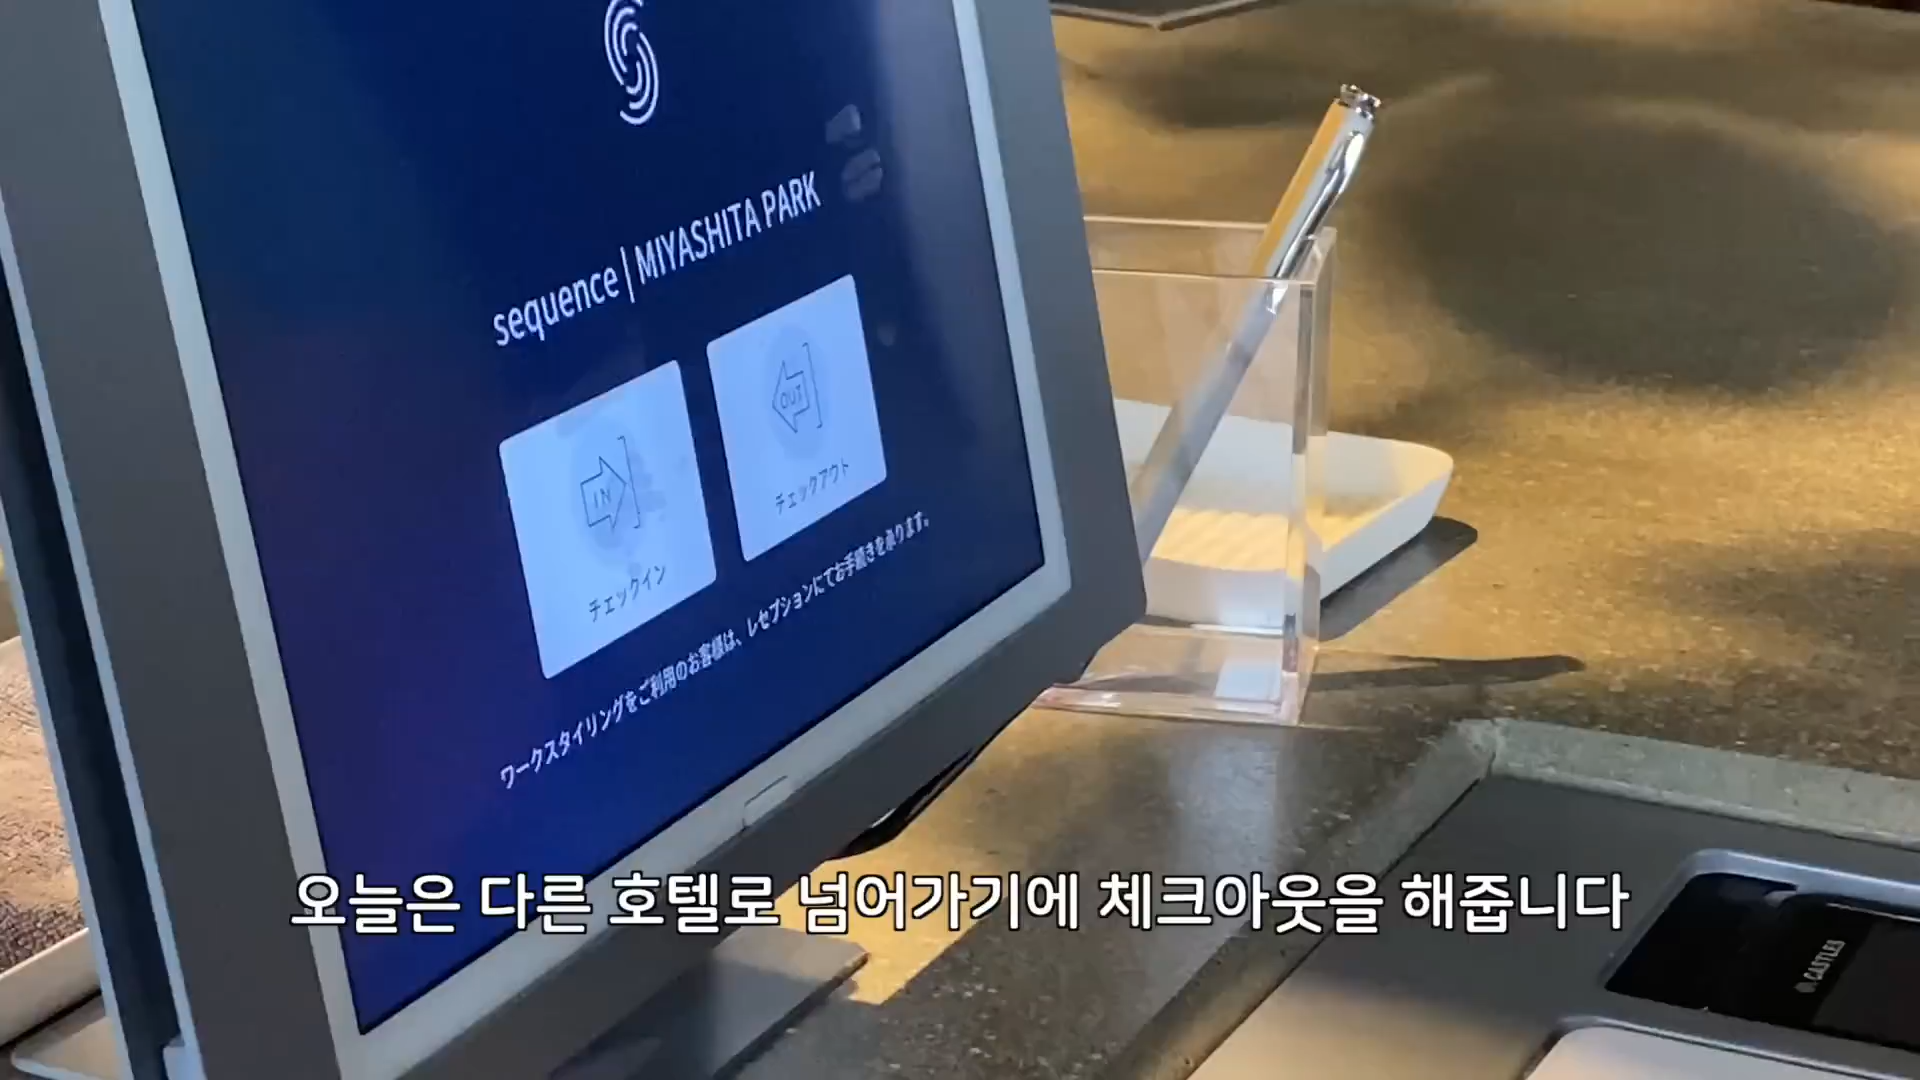 sequence | MIYASHITA PARK
IN
チェックイン
OUT
チェックアウト
ワークスタイリングをご利用のお客様は、レセプションにてお手続きを承ります。
오늘은 다른 호텔로 넘어가기에 체크아웃을 해줍니다
CASTLES